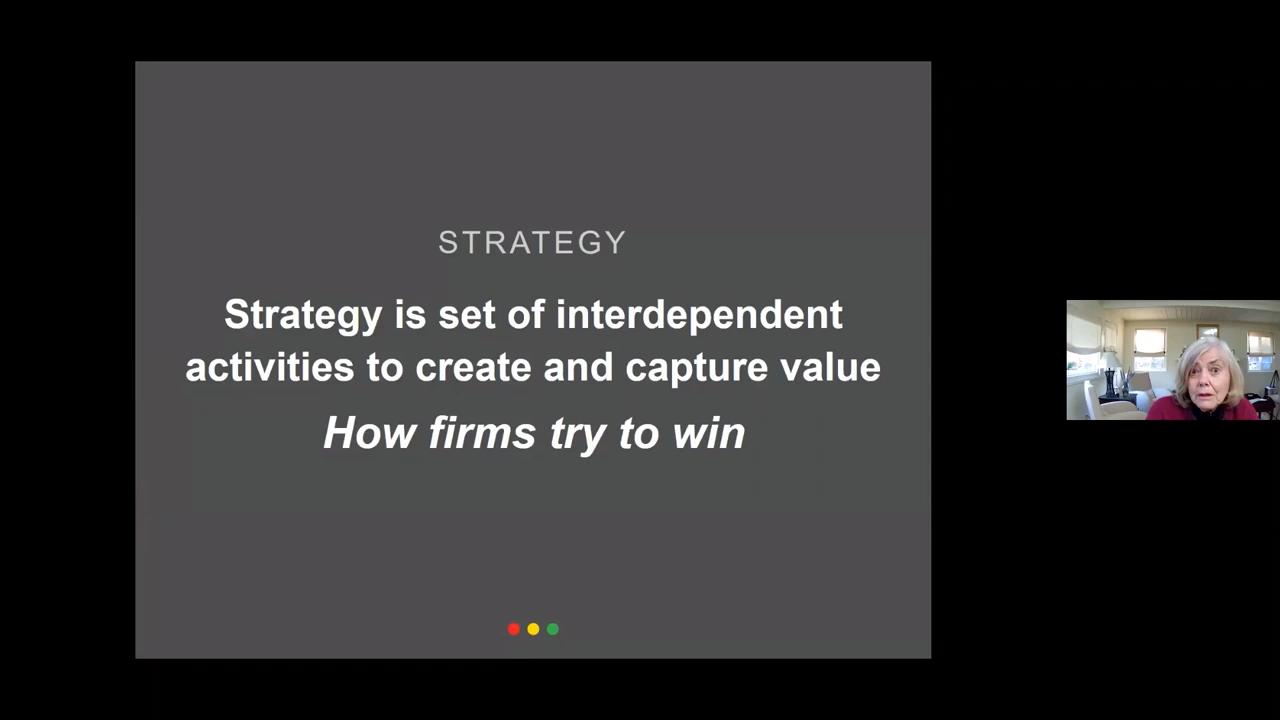 STRATEGY
Strategy is set of interdependent
activities to create and capture value
How firms try to win